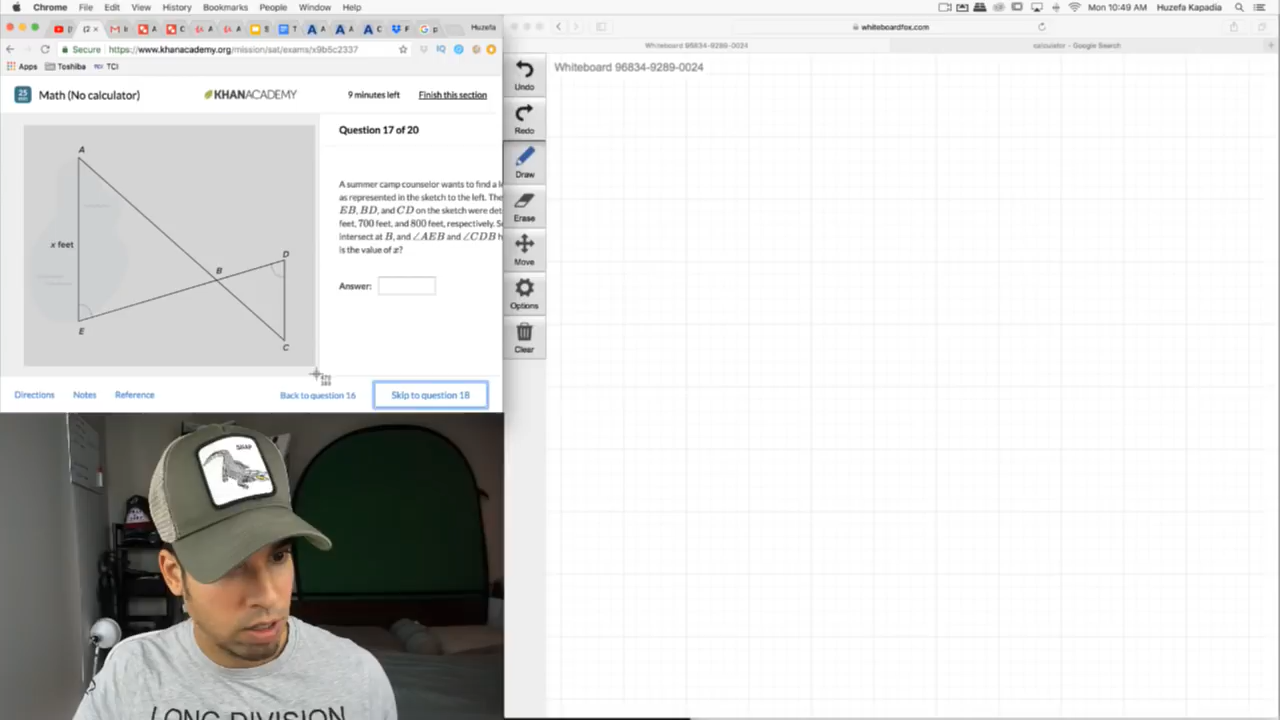 Chrome File Edit View History Bookmarks People Window Help
Mon 10:49 AM Huzefa Kapadia
Huzefa
Secure https://www.khanacademy.org/mission/sat/exams/x9b5c2337
Apps Toshiba TCI
25 Math (No calculator)
KHANACADEMY
9 minutes left
Finish this section
Question 17 of 20
A
x feet
B
D
E
C
A summer camp counselor wants to find a
as represented in the sketch to the left. The
EB, BD, and CD on the sketch were
feet, 700 feet, and 800 feet, respectively.
intersect at B, and ∠AEB and ∠CDB
is the value of x?
Answer:
Directions Notes Reference
Back to question 16
Skip to question 18
whiteboardfox.com
Whiteboard 96834-9289-0024
calculator - Google Search
Whiteboard 96834-9289-0024
Undo
Redo
Draw
Erase
Move
Options
Clear
LONG DIVISION